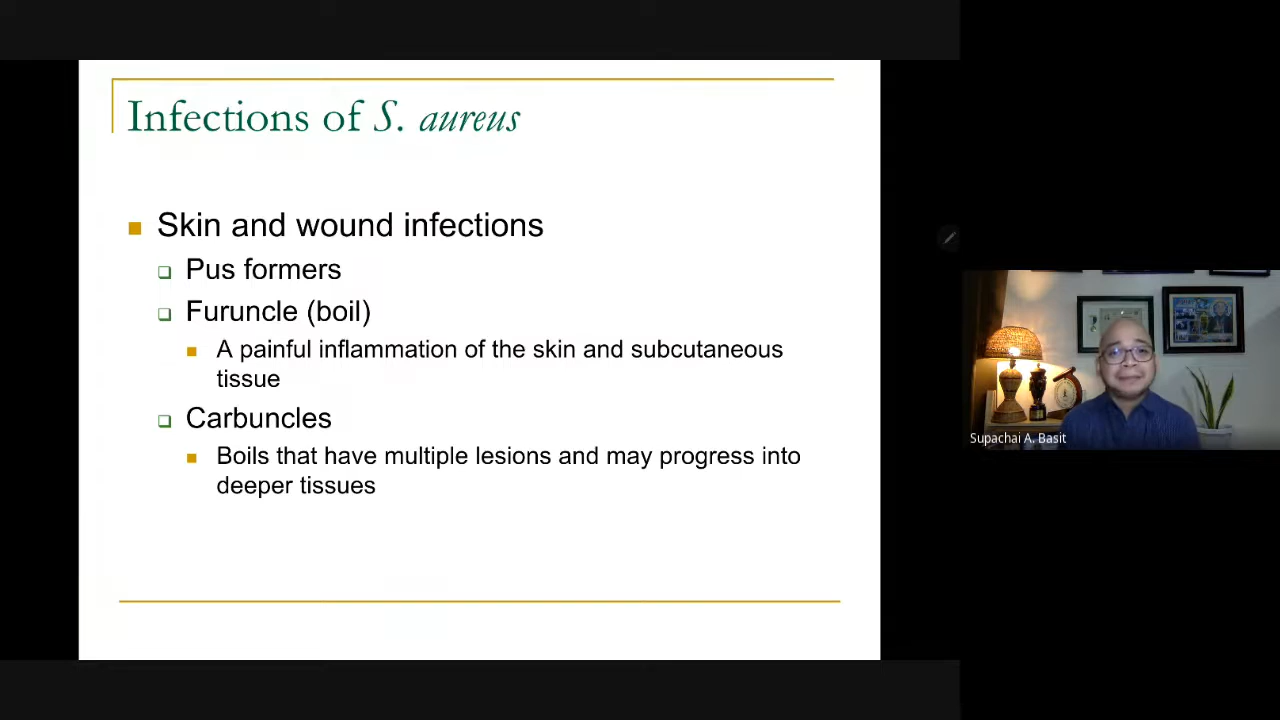 Infections of S. aureus
Skin and wound infections
Pus formers
Furuncle (boil)
A painful inflammation of the skin and subcutaneous
tissue
Carbuncles
Boils that have multiple lesions and may progress into
deeper tissues
Supachai A. Basit